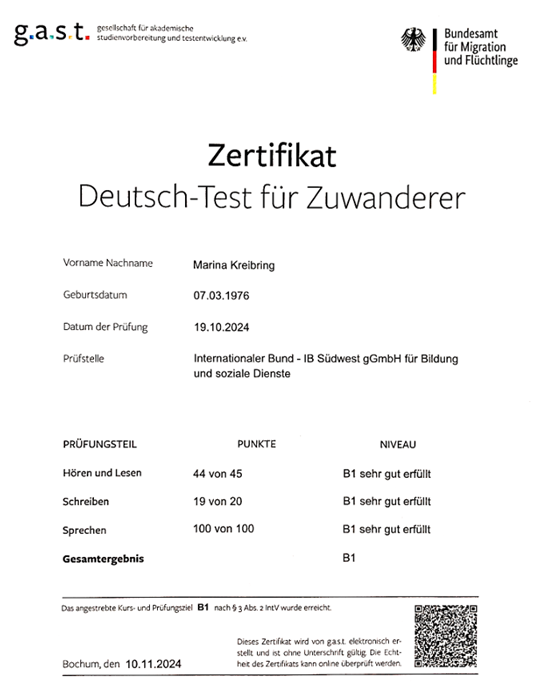 g.a.s.t. gesellschaft für akademische
studienvorbereitung und testentwicklung e.v.
Bundesamt
für Migration
und Flüchtlinge
Zertifikat
Deutsch-Test für Zuwanderer
Vorname Nachname Marina Kreibring
Geburtsdatum 07.03.1976
Datum der Prüfung 19.10.2024
Prüfstelle Internationaler Bund - IB Südwest gGmbH für Bildung
und soziale Dienste
PRÜFUNGSTEIL PUNKTE NIVEAU
Hören und Lesen 44 von 45 B1 sehr gut erfüllt
Schreiben 19 von 20 B1 sehr gut erfüllt
Sprechen 100 von 100 B1 sehr gut erfüllt
Gesamtergebnis B1
Das angestrebte Kurs- und Prüfungsziel B1 nach § 3 Abs. 2 IntV wurde erreicht.
Dieses Zertifikat wird von g.a.s.t. elektronisch er-
stellt und ist ohne Unterschrift gültig. Die Echt-
heit des Zertifikats kann online überprüft werden.
Bochum, den 10.11.2024